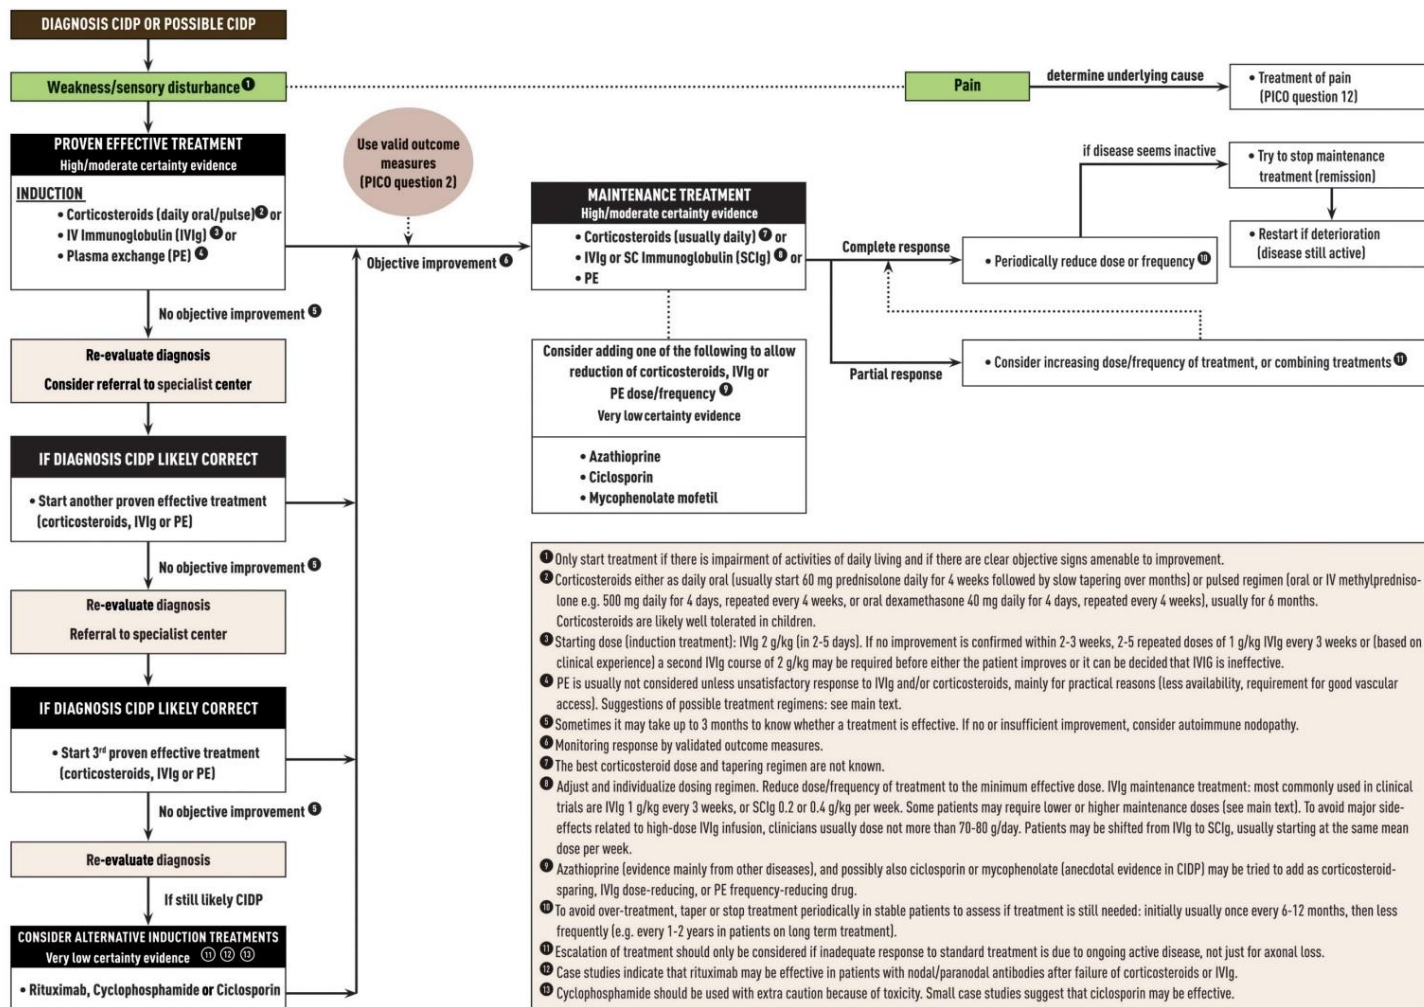 DIAGNOSIS CIDP OR POSSIBLE CIDP
Weakness/sensory disturbance ❶
Pain
determine underlying cause
• Treatment of pain
(PICO question 12)
PROVEN EFFECTIVE TREATMENT
High/moderate certainty evidence
INDUCTION
• Corticosteroids (daily oral/pulse) ❷ or
• IV Immunoglobulin (IVIg) ❸ or
• Plasma exchange (PE) ❹
Use valid outcome
measures
(PICO question 2)
Objective improvement ❻
MAINTENANCE TREATMENT
High/moderate certainty evidence
• Corticosteroids (usually daily) ❼ or
• IVIg or SC Immunoglobulin (SCIg) ❽ or
• PE
Complete response
• Periodically reduce dose or frequency ❿
if disease seems inactive
• Try to stop maintenance
treatment (remission)
• Restart if deterioration
(disease still active)
Partial response
• Consider increasing dose/frequency of treatment, or combining treatments ⓫
Consider adding one of the following to allow
reduction of corticosteroids, IVIg or
PE dose/frequency ❾
Very low certainty evidence
• Azathioprine
• Ciclosporin
• Mycophenolate mofetil
No objective improvement ❺
Re-evaluate diagnosis
Consider referral to specialist center
IF DIAGNOSIS CIDP LIKELY CORRECT
• Start another proven effective treatment
(corticosteroids, IVIg or PE)
No objective improvement ❺
Re-evaluate diagnosis
Referral to specialist center
IF DIAGNOSIS CIDP LIKELY CORRECT
• Start 3rd proven effective treatment
(corticosteroids, IVIg or PE)
No objective improvement ❺
Re-evaluate diagnosis
If still likely CIDP
CONSIDER ALTERNATIVE INDUCTION TREATMENTS
Very low certainty evidence ⑪ ⑫ ⑬
• Rituximab, Cyclophosphamide or Ciclosporin
❶ Only start treatment if there is impairment of activities of daily living and if there are clear objective signs amenable to improvement.
❷ Corticosteroids either as daily oral (usually start 60 mg prednisolone daily for 4 weeks followed by slow tapering over months) or pulsed regimen (oral or IV methylpredniso-
lone e.g. 500 mg daily for 4 days, repeated every 4 weeks, or oral dexamethasone 40 mg daily for 4 days, repeated every 4 weeks), usually for 6 months.
Corticosteroids are likely well tolerated in children.
❸ Starting dose (induction treatment): IVIg 2 g/kg (in 2-5 days). If no improvement is confirmed within 2-3 weeks, 2-5 repeated doses of 1 g/kg IVIg every 3 weeks or (based on
clinical experience) a second IVIg course of 2 g/kg may be required before either the patient improves or it can be decided that IVIG is ineffective.
❹ PE is usually not considered unless unsatisfactory response to IVIg and/or corticosteroids, mainly for practical reasons (less availability, requirement for good vascular
access). Suggestions of possible treatment regimens: see main text.
❺ Sometimes it may take up to 3 months to know whether a treatment is effective. If no or insufficient improvement, consider autoimmune nodopathy.
❻ Monitoring response by validated outcome measures.
❼ The best corticosteroid dose and tapering regimen are not known.
❽ Adjust and individualize dosing regimen. Reduce dose/frequency of treatment to the minimum effective dose. IVIg maintenance treatment: most commonly used in clinical
trials are IVIg 1 g/kg every 3 weeks, or SCIg 0.2 or 0.4 g/kg per week. Some patients may require lower or higher maintenance doses (see main text). To avoid major side-
effects related to high-dose IVIg infusion, clinicians usually dose not more than 70-80 g/day. Patients may be shifted from IVIg to SCIg, usually starting at the same mean
dose per week.
❾ Azathioprine (evidence mainly from other diseases), and possibly also ciclosporin or mycophenolate (anecdotal evidence in CIDP) may be tried to add as corticosteroid-
sparing, IVIg dose-reducing, or PE frequency-reducing drug.
❿ To avoid over-treatment, taper or stop treatment periodically in stable patients to assess if treatment is still needed: initially usually once every 6-12 months, then less
frequently (e.g. every 1-2 years in patients on long term treatment).
⓫ Escalation of treatment should only be considered if inadequate response to standard treatment is due to ongoing active disease, not just for axonal loss.
⓬ Case studies indicate that rituximab may be effective in patients with nodal/paranodal antibodies after failure of corticosteroids or IVIg.
⓭ Cyclophosphamide should be used with extra caution because of toxicity. Small case studies suggest that ciclosporin may be effective.